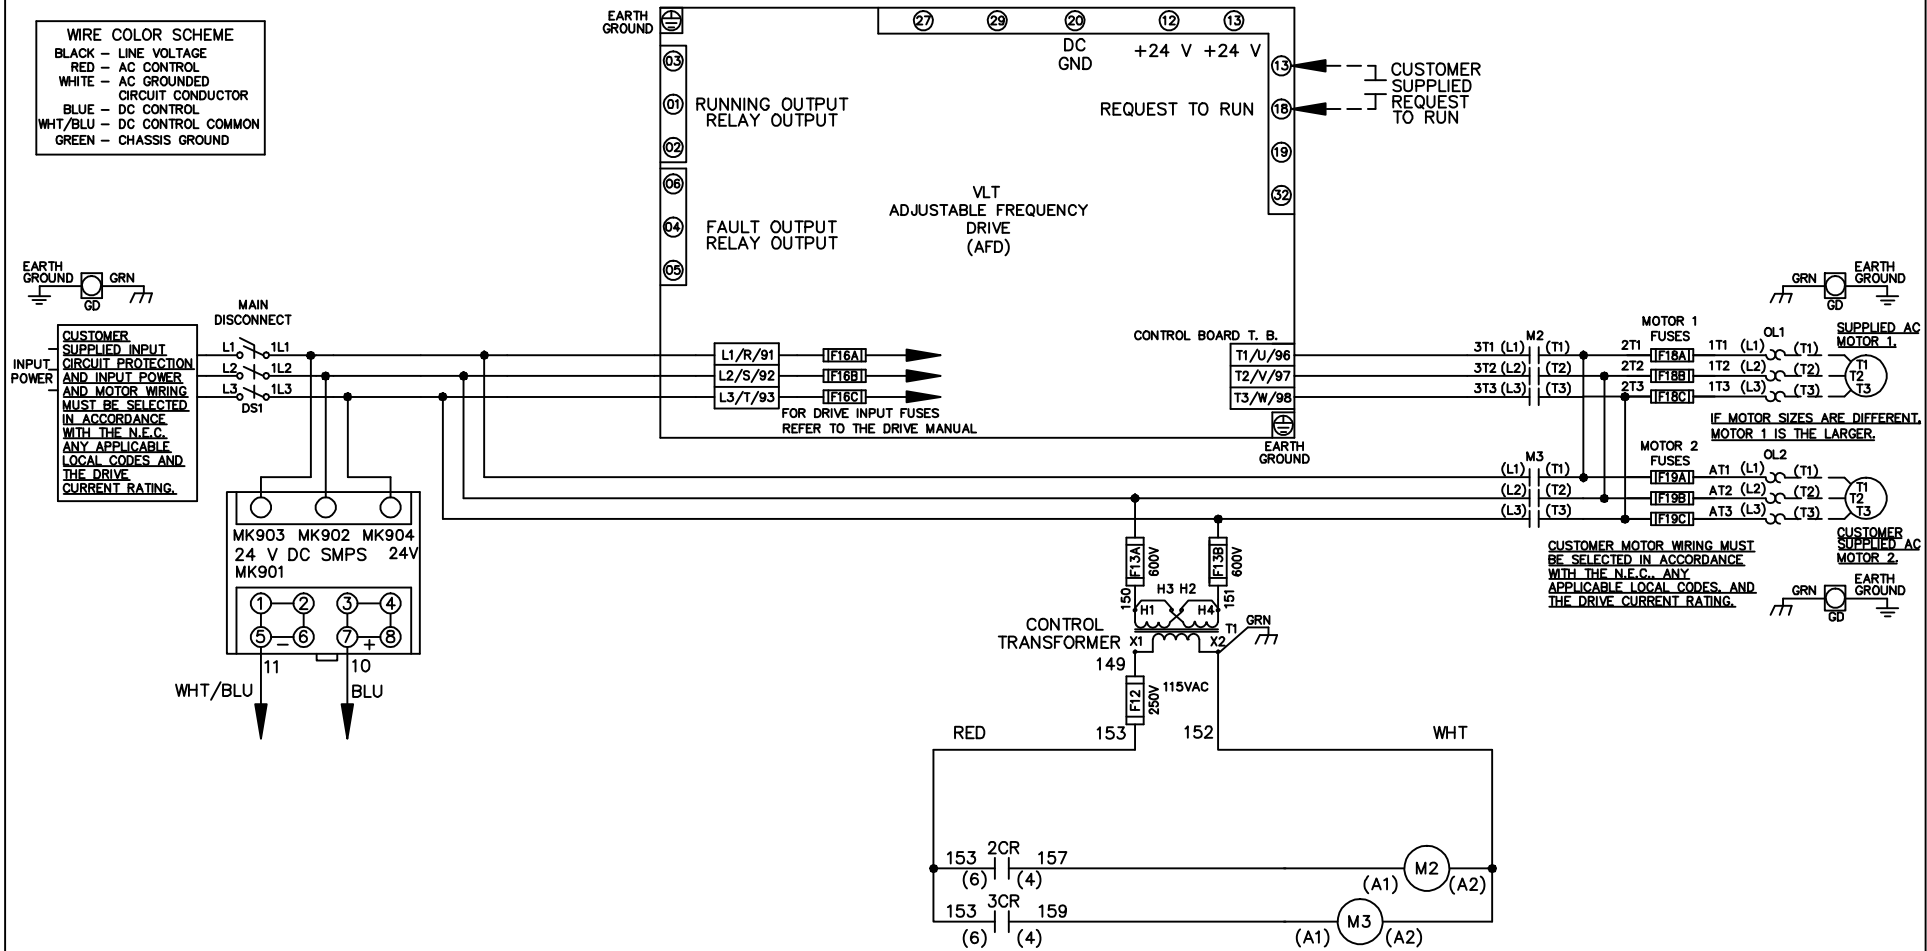 WIRE COLOR SCHEME
BLACK – LINE VOLTAGE
RED – AC CONTROL
WHITE – AC GROUNDED
CIRCUIT CONDUCTOR
BLUE – DC CONTROL
WHT/BLU – DC CONTROL COMMON
GREEN – CHASSIS GROUND
EARTH
GROUND
27 29 20 12 13
DC
GND
+24 V +24 V
03
01
02
RUNNING OUTPUT
RELAY OUTPUT
06
04
05
FAULT OUTPUT
RELAY OUTPUT
VLT
ADJUSTABLE FREQUENCY
DRIVE
(AFD)
REQUEST TO RUN
13
18
19
32
CUSTOMER
SUPPLIED
REQUEST
TO RUN
EARTH
GROUND
GRN
GD
INPUT
POWER
CUSTOMER
SUPPLIED INPUT
CIRCUIT PROTECTION
AND INPUT POWER
AND MOTOR WIRING
MUST BE SELECTED
IN ACCORDANCE
WITH THE N.E.C.
ANY APPLICABLE
LOCAL CODES AND
THE DRIVE
CURRENT RATING.
MAIN
DISCONNECT
L1 1L1
L2 1L2
L3 1L3
DS1
L1/R/91
L2/S/92
L3/T/93
F16A
F16B
F16C
FOR DRIVE INPUT FUSES
REFER TO THE DRIVE MANUAL
CONTROL BOARD T. B.
T1/U/96
T2/V/97
T3/W/98
EARTH
GROUND
M2
3T1 (L1) (T1)
3T2 (L2) (T2)
3T3 (L3) (T3)
MOTOR 1
FUSES
2T1 F18A 1T1 (L1)
2T2 F18B 1T2 (L2)
2T3 F18C 1T3 (L3)
OL1
(T1)
(T2)
(T3)
T1
T2
T3
GRN
GD
EARTH
GROUND
SUPPLIED AC
MOTOR 1.
IF MOTOR SIZES ARE DIFFERENT,
MOTOR 1 IS THE LARGER.
M3
(L1) (T1)
(L2) (T2)
(L3) (T3)
MOTOR 2
FUSES
F19A AT1 (L1)
F19B AT2 (L2)
F19C AT3 (L3)
OL2
(T1)
(T2)
(T3)
T1
T2
T3
CUSTOMER
SUPPLIED AC
MOTOR 2.
CUSTOMER MOTOR WIRING MUST
BE SELECTED IN ACCORDANCE
WITH THE N.E.C., ANY
APPLICABLE LOCAL CODES, AND
THE DRIVE CURRENT RATING.
GRN
GD
EARTH
GROUND
MK903 MK902 MK904
24 V DC SMPS 24V
MK901
1 2 3 4
5 – 6 7 + 8
11 10
WHT/BLU BLU
F13A 600V
F13B 600V
150 151
H3 H2
H1 H4
CONTROL
TRANSFORMER
X1 X2
T1
GRN
149
F12 250V
115VAC
153 152
RED WHT
153 2CR 157
(6) (4)
M2
(A1) (A2)
153 3CR 159
(6) (4)
M3
(A1) (A2)